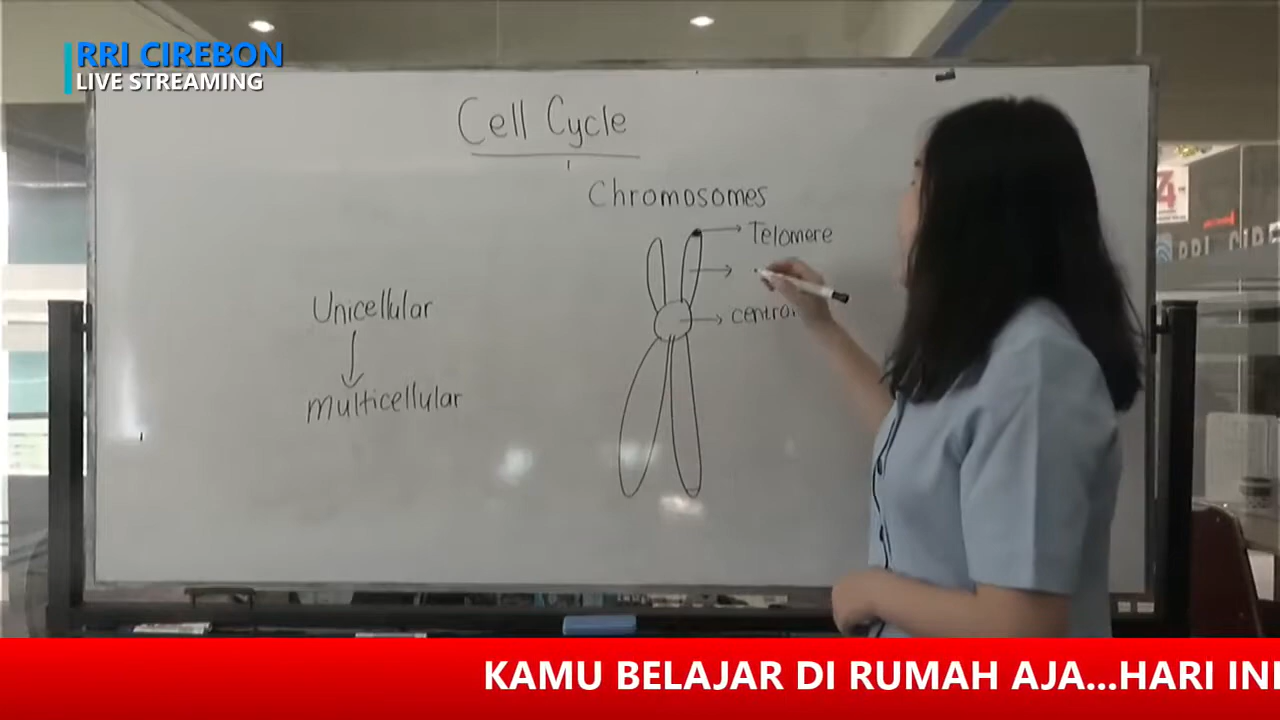 RRI CIREBON
LIVE STREAMING
Cell Cycle
Chromosomes
Telomere
Unicellular
multicellular
KAMU BELAJAR DI RUMAH AJA...HARI INI